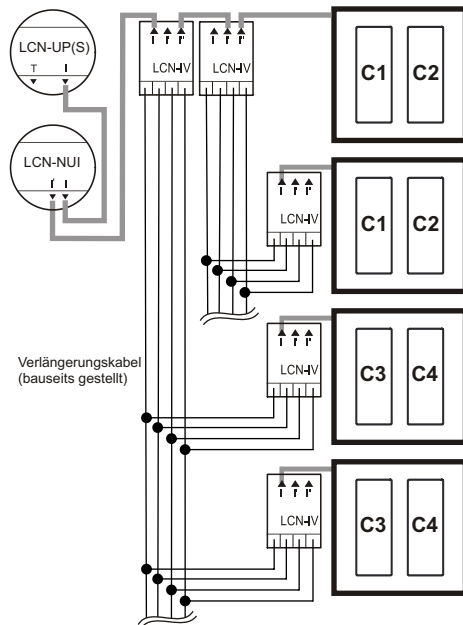 LCN-UP(S)
T I
LCN-NUI
I' I
I I' I''
LCN-IV
I I' I''
LCN-IV
C1 C2
I I' I''
LCN-IV
C1 C2
I I' I''
LCN-IV
C3 C4
Verlängerungskabel
(bauseits gestellt)
I I' I''
LCN-IV
C3 C4